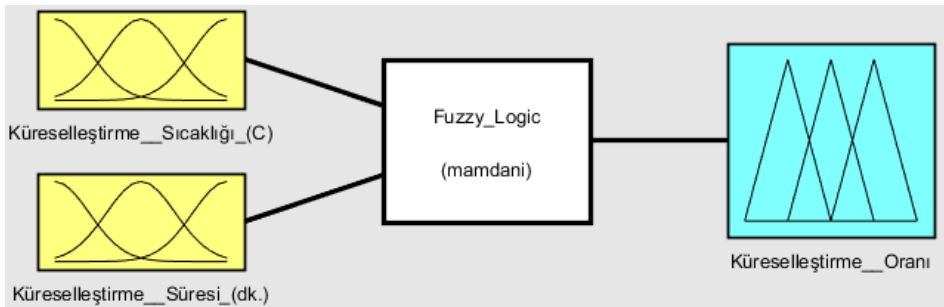 Küreselleştirme__Sıcaklığı_(C)
Fuzzy_Logic
(mamdani)
Küreselleştirme__Oranı
Küreselleştirme__Süresi_(dk.)